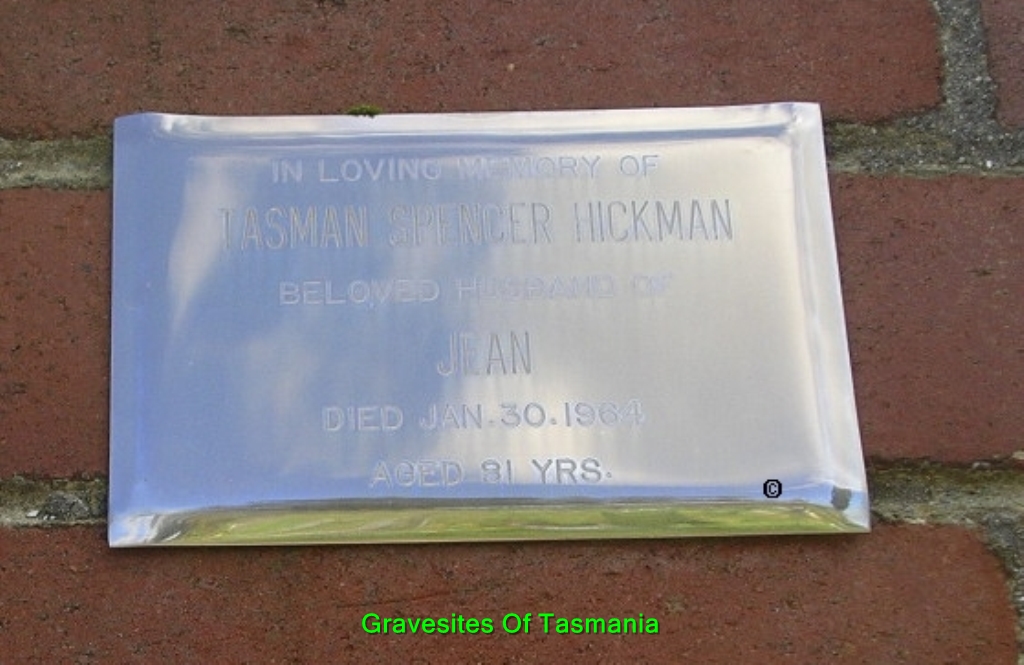 IN LOVING MEMORY OF
TASMAN SPENCER HICKMAN
BELOVED HUSBAND OF
JEAN
DIED JAN. 30. 1964
AGED 81 YRS.
©
Gravesites Of Tasmania